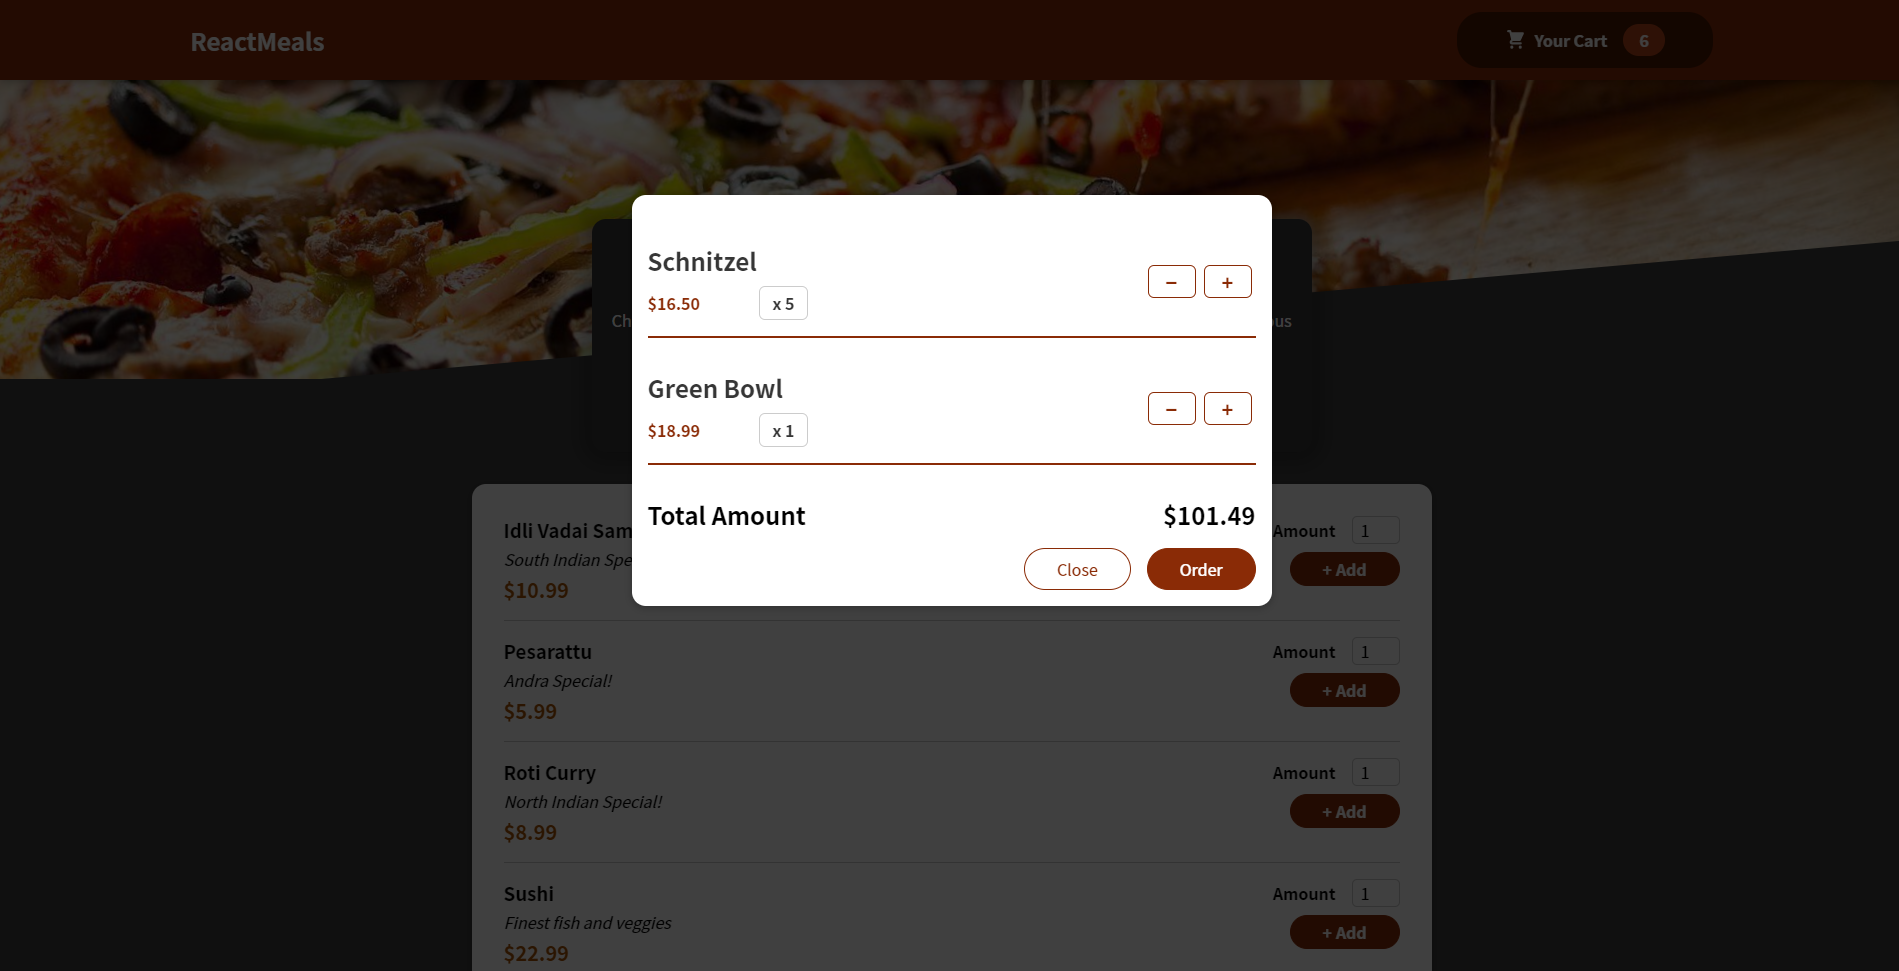 ReactMeals
Your Cart 6
Schnitzel
$16.50 x 5
− +
Green Bowl
$18.99 x 1
− +
Total Amount $101.49
Close Order
Ch
ous
Idli Vadai Sam
South Indian Spe
$10.99
Amount 1
+ Add
Pesarattu
Andra Special!
$5.99
Amount 1
+ Add
Roti Curry
North Indian Special!
$8.99
Amount 1
+ Add
Sushi
Finest fish and veggies
$22.99
Amount 1
+ Add